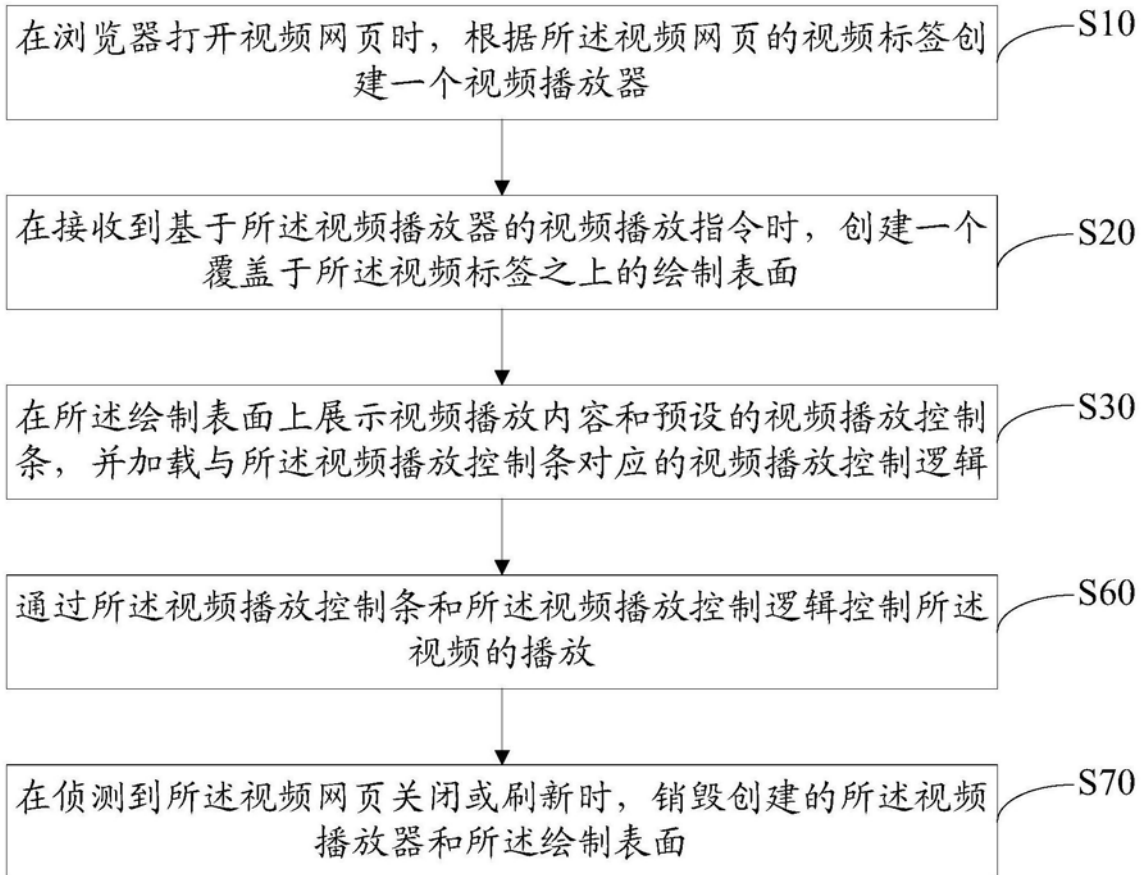 在浏览器打开视频网页时，根据所述视频网页的视频标签创
建一个视频播放器
S10
在接收到基于所述视频播放器的视频播放指令时，创建一个
覆盖于所述视频标签之上的绘制表面
S20
在所述绘制表面上展示视频播放内容和预设的视频播放控制
条，并加载与所述视频播放控制条对应的视频播放控制逻辑
S30
通过所述视频播放控制条和所述视频播放控制逻辑控制所述
视频的播放
S60
在侦测到所述视频网页关闭或刷新时，销毁创建的所述视频
播放器和所述绘制表面
S70